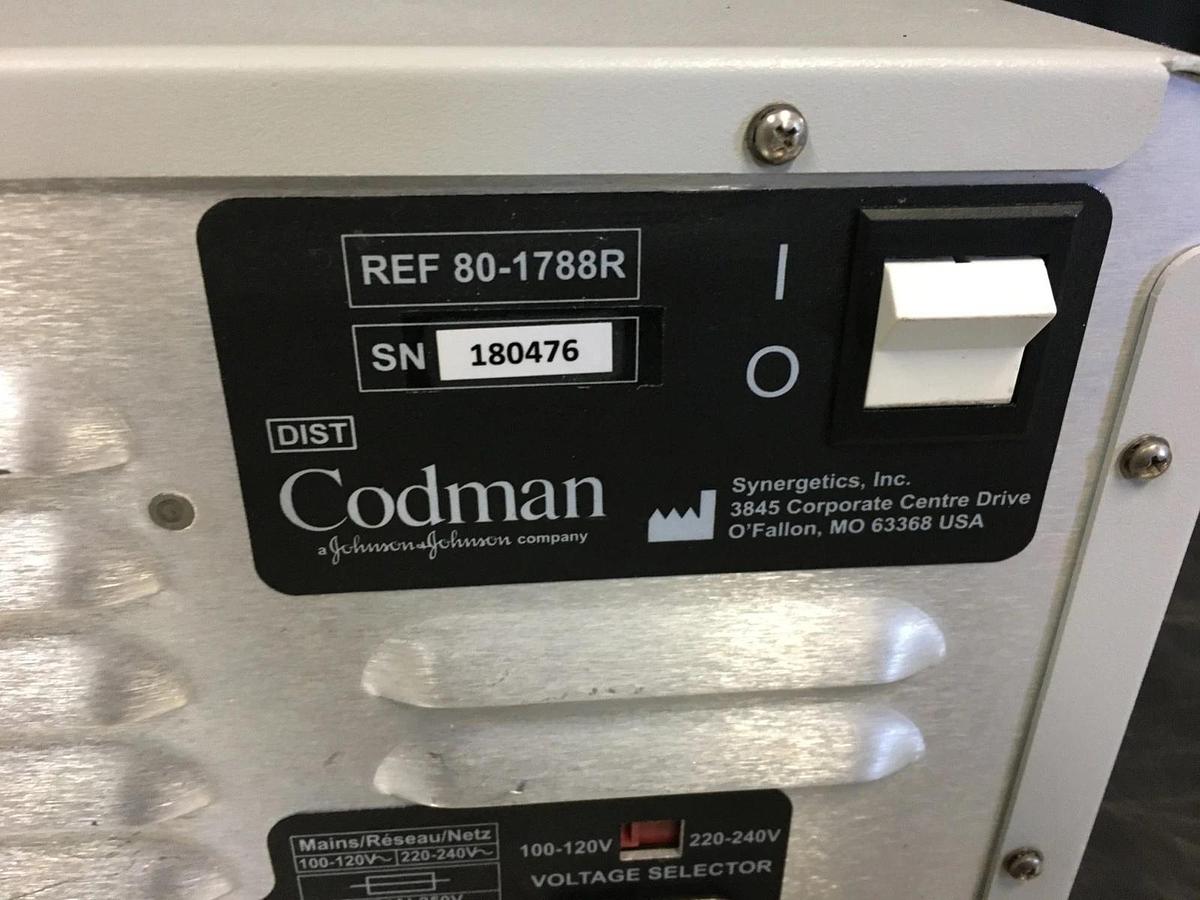 REF 80-1788R
I
SN 180476
O
DIST
Codman
a Johnson & Johnson company
Synergetics, Inc.
3845 Corporate Centre Drive
O'Fallon, MO 63368 USA
Mains/Réseau/Netz
100-120V~ 220-240V~
100-120V 220-240V
VOLTAGE SELECTOR